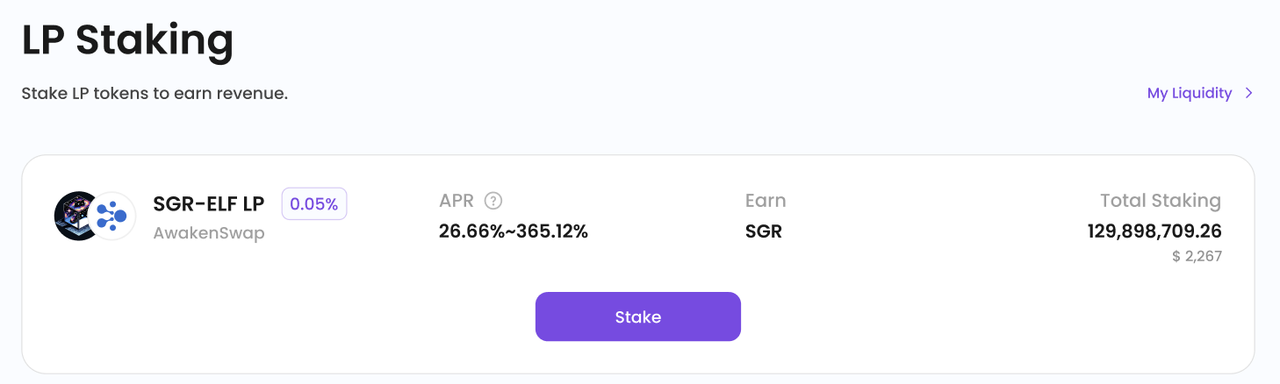 LP Staking
Stake LP tokens to earn revenue.
My Liquidity
SGR-ELF LP 0.05%
AwakenSwap
APR ?
26.66%~365.12%
Earn
SGR
Total Staking
129,898,709.26
$ 2,267
Stake